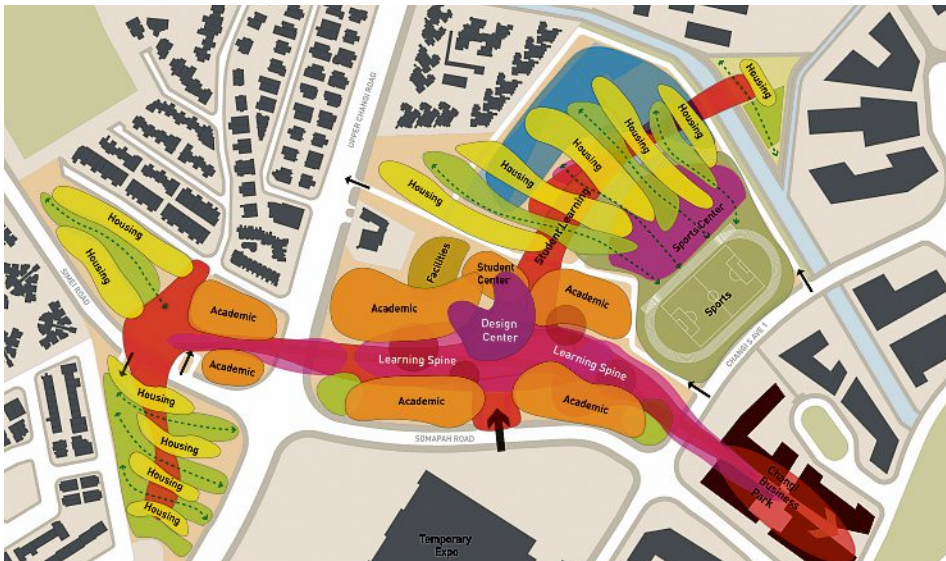 UPPER CHANGI ROAD
Housing
Housing
Housing
Housing
Housing
Housing
Housing
Student Learning
Sports Center
Housing
Housing
SIMEI ROAD
Facilities
Student
Center
Academic
Academic
Academic
Design
Center
Sports
CHANGI S AVE 1
Learning Spine
Learning Spine
Academic
Academic
Academic
Housing
Housing
Housing
Housing
SOMAPAH ROAD
Changi
Business
Park
Temporary
Expo